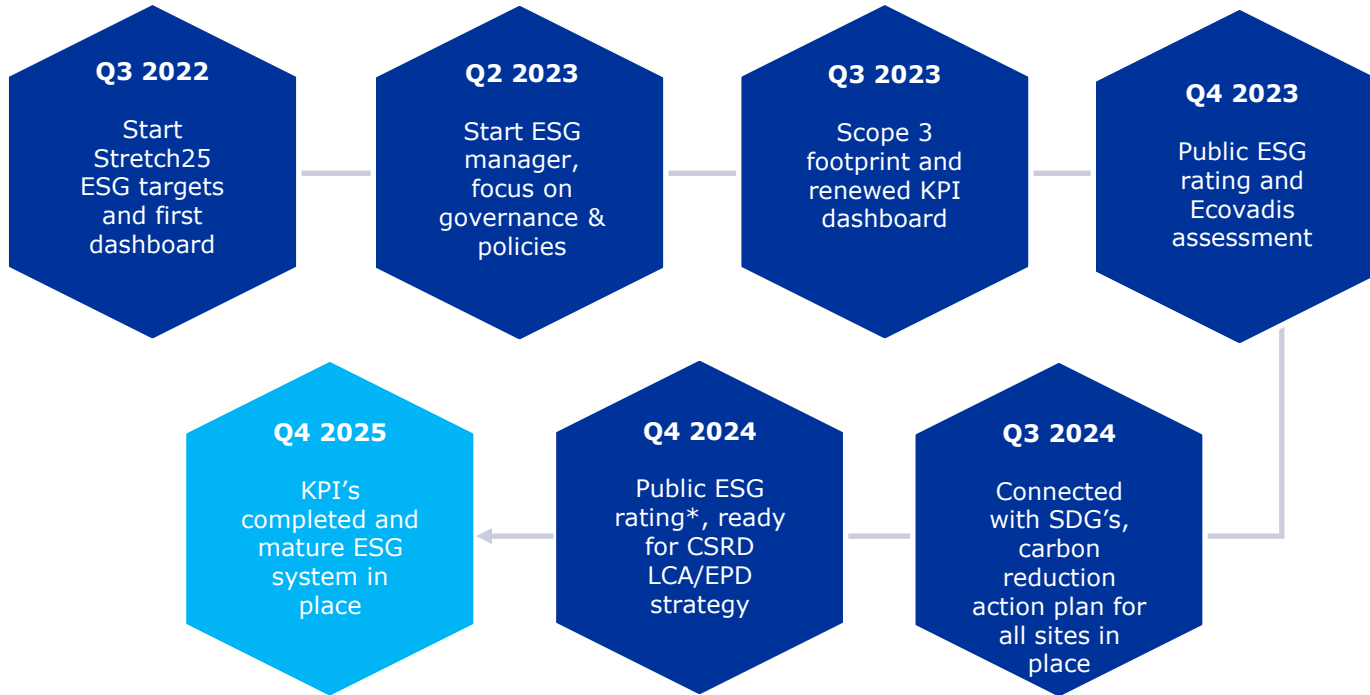 Q3 2022
Start
Stretch25
ESG targets
and first
dashboard
Q2 2023
Start ESG
manager,
focus on
governance &
policies
Q3 2023
Scope 3
footprint and
renewed KPI
dashboard
Q4 2023
Public ESG
rating and
Ecovadis
assessment
Q3 2024
Connected
with SDG's,
carbon
reduction
action plan for
all sites in
place
Q4 2024
Public ESG
rating*, ready
for CSRD
LCA/EPD
strategy
Q4 2025
KPI's
completed and
mature ESG
system in
place